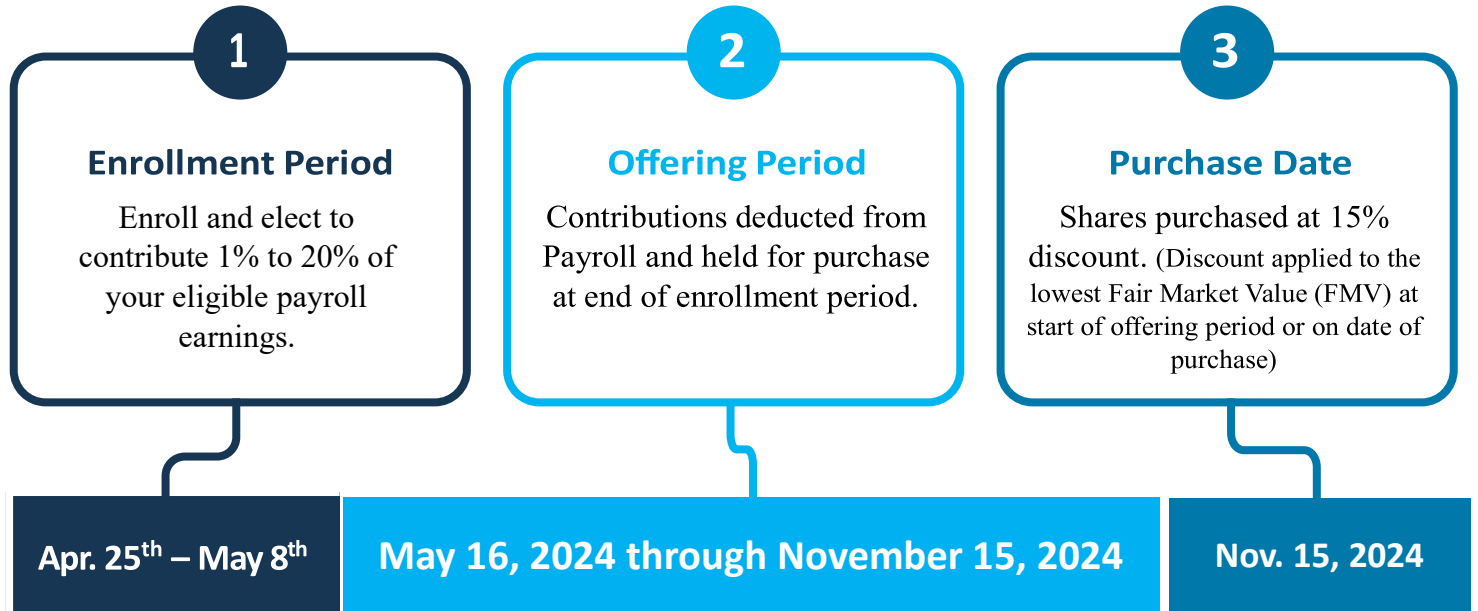 1
Enrollment Period
Enroll and elect to
contribute 1% to 20% of
your eligible payroll
earnings.
Apr. 25th – May 8th
2
Offering Period
Contributions deducted from
Payroll and held for purchase
at end of enrollment period.
May 16, 2024 through November 15, 2024
3
Purchase Date
Shares purchased at 15%
discount. (Discount applied to the
lowest Fair Market Value (FMV) at
start of offering period or on date of
purchase)
Nov. 15, 2024